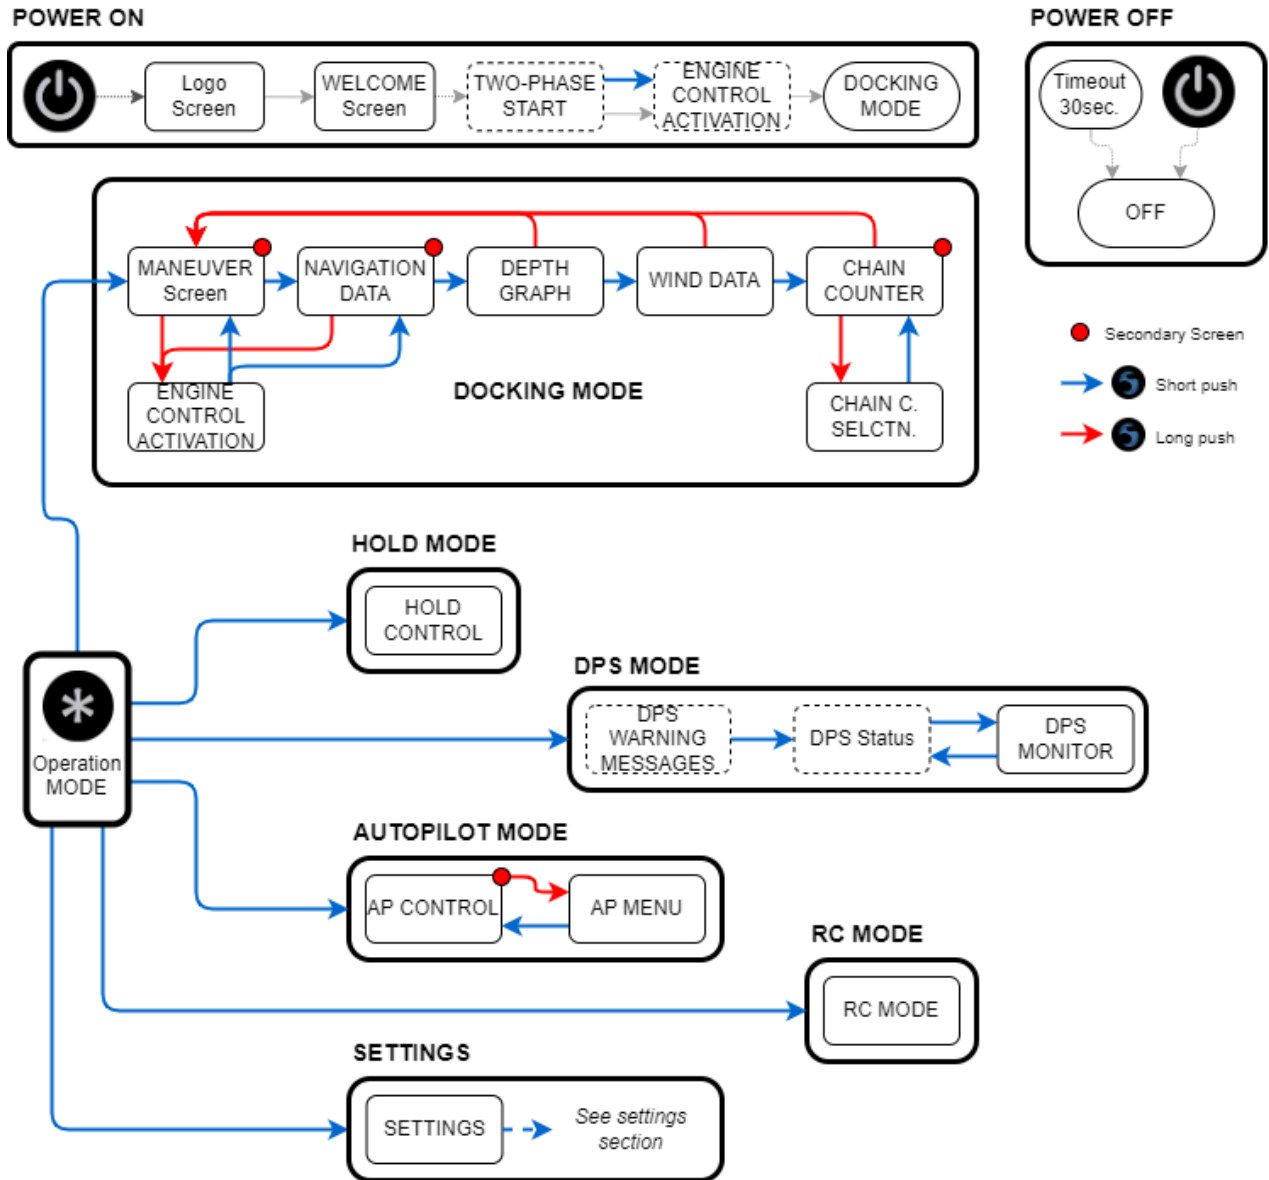 POWER ON
POWER OFF
Logo
Screen
WELCOME
Screen
TWO-PHASE
START
ENGINE
CONTROL
ACTIVATION
DOCKING
MODE
Timeout
30sec.
OFF
MANEUVER
Screen
NAVIGATION
DATA
DEPTH
GRAPH
WIND DATA
CHAIN
COUNTER
ENGINE
CONTROL
ACTIVATION
DOCKING MODE
CHAIN C.
SELCTN.
Secondary Screen
Short push
Long push
HOLD MODE
HOLD
CONTROL
DPS MODE
DPS
WARNING
MESSAGES
DPS Status
DPS
MONITOR
Operation
MODE
AUTOPILOT MODE
AP CONTROL
AP MENU
RC MODE
RC MODE
SETTINGS
SETTINGS
See settings
section